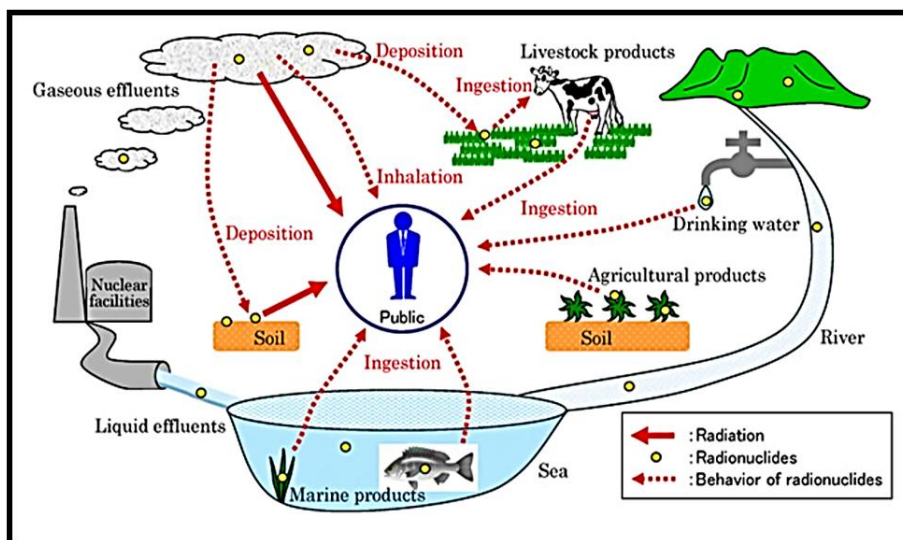 Deposition
Livestock products
Ingestion
Gaseous effluents
Inhalation
Ingestion
Deposition
Drinking water
Agricultural products
Nuclear
facilities
Public
Soil
Soil
River
Ingestion
Liquid effluents
Sea
Marine products
:Radiation
:Radionuclides
:Behavior of radionuclides